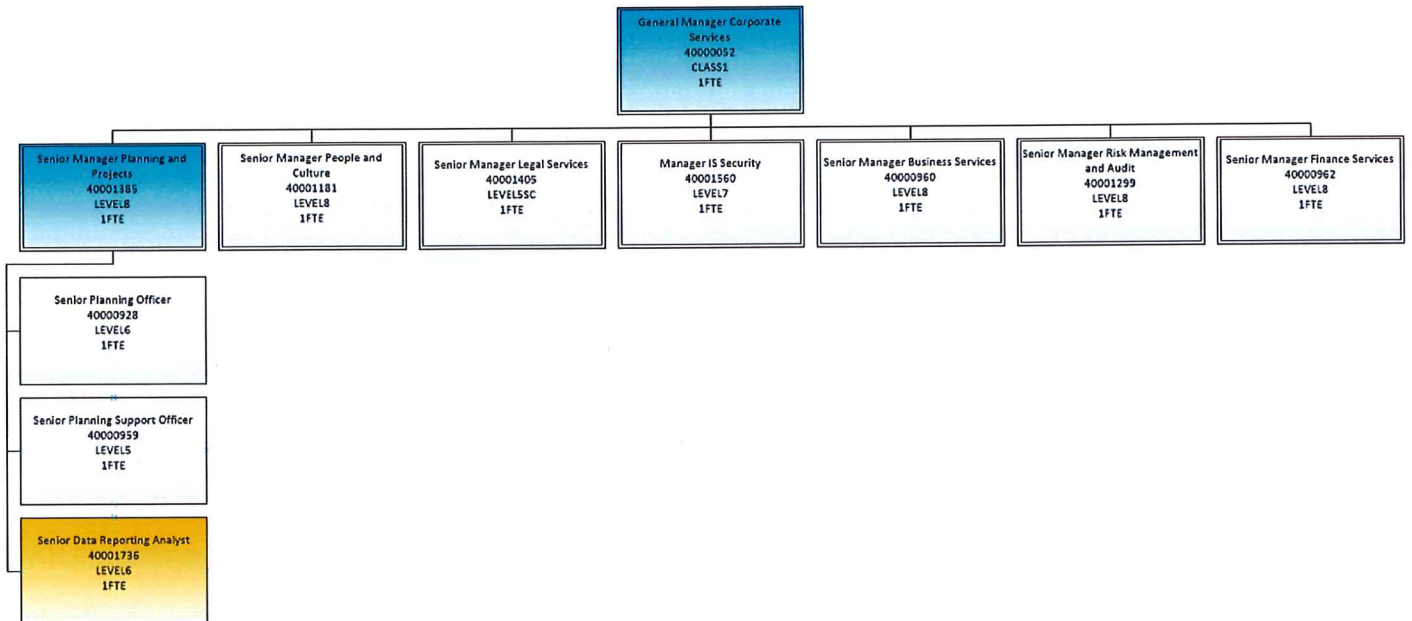 General Manager Corporate
Services
40000052
CLASS1
1FTE
Senior Manager Planning and
Projects
40001385
LEVEL8
1FTE
Senior Manager People and
Culture
40001181
LEVEL8
1FTE
Senior Manager Legal Services
40001405
LEVEL5SC
1FTE
Manager IS Security
40001560
LEVEL7
1FTE
Senior Manager Business Services
40000960
LEVEL8
1FTE
Senior Manager Risk Management
and Audit
40001299
LEVEL8
1FTE
Senior Manager Finance Services
40000962
LEVEL8
1FTE
Senior Planning Officer
40000928
LEVEL6
1FTE
Senior Planning Support Officer
40000959
LEVEL5
1FTE
Senior Data Reporting Analyst
40001736
LEVEL6
1FTE